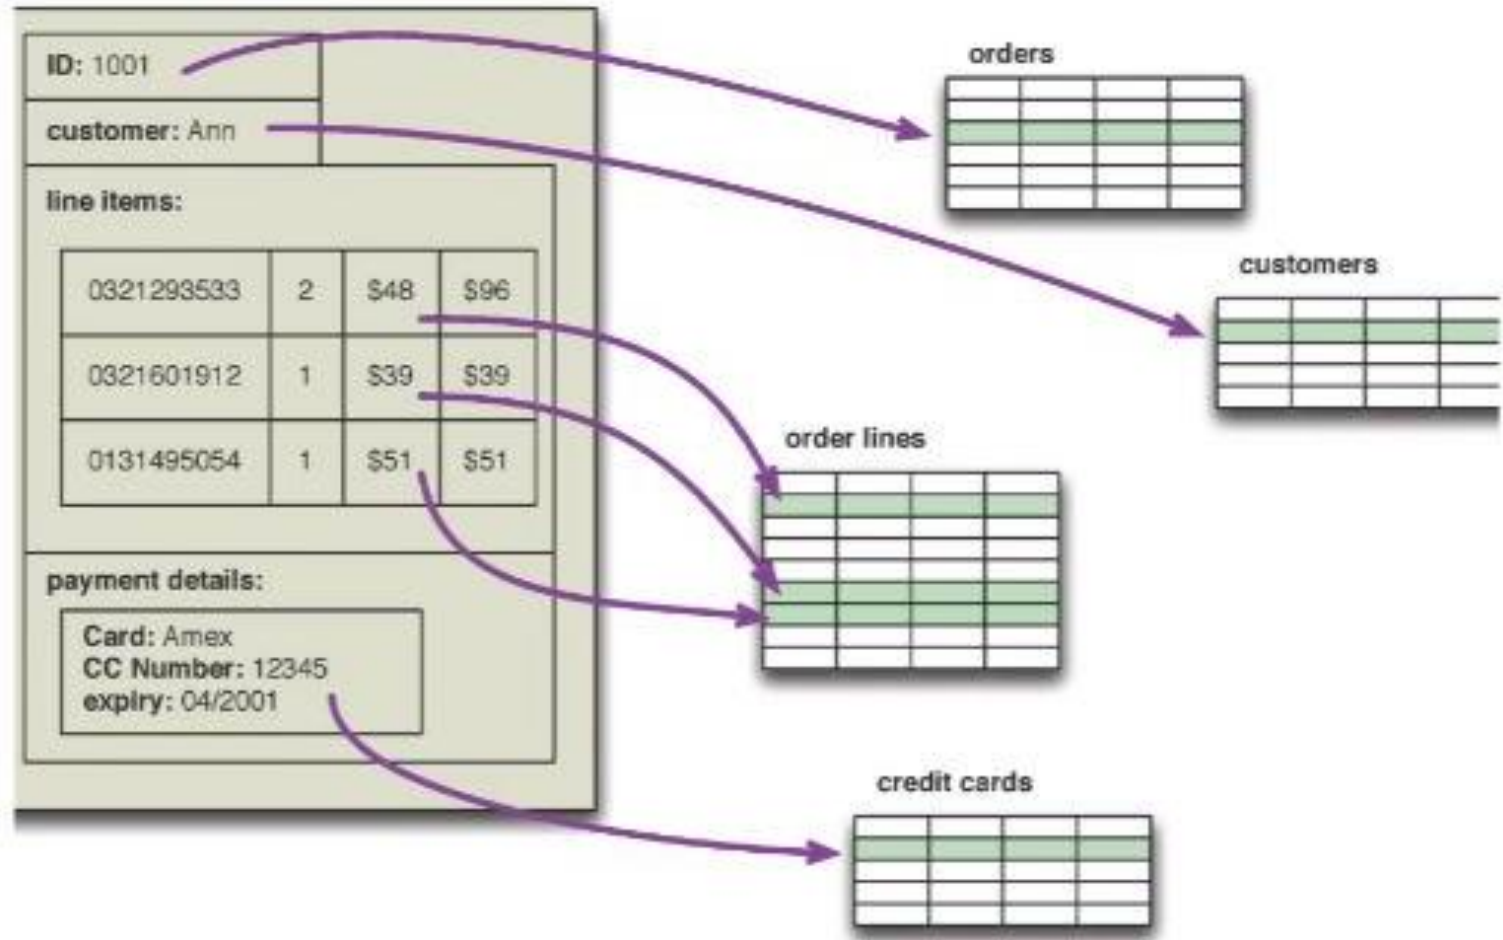 ID: 1001
customer: Ann
line items:
0321293533 2 $48 $96
0321601912 1 $39 $39
0131495054 1 $51 $51
payment details:
Card: Amex
CC Number: 12345
expiry: 04/2001
orders
customers
order lines
credit cards